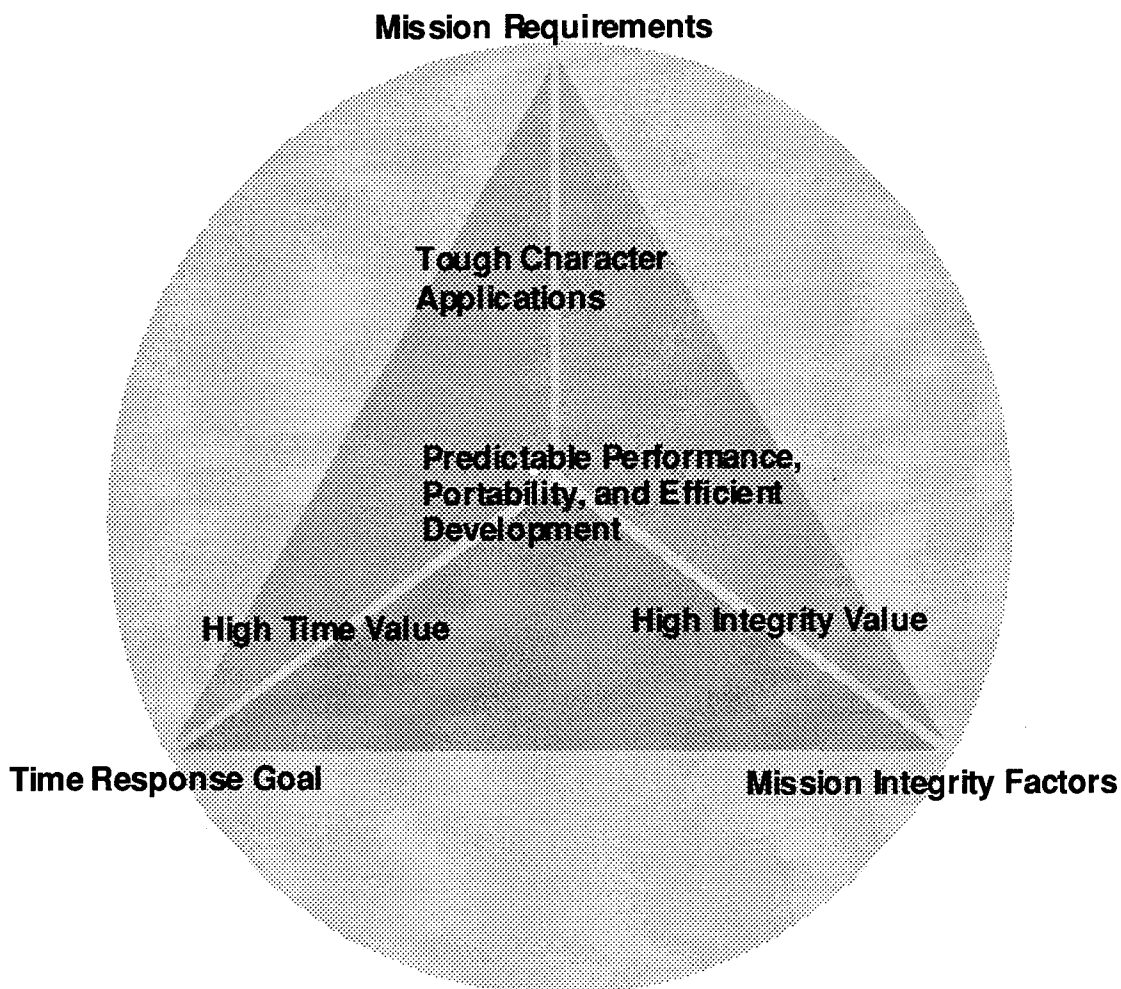 Mission Requirements
Tough Character
Applications
Predictable Performance,
Portability, and Efficient
Development
High Time Value
High Integrity Value
Time Response Goal
Mission Integrity Factors